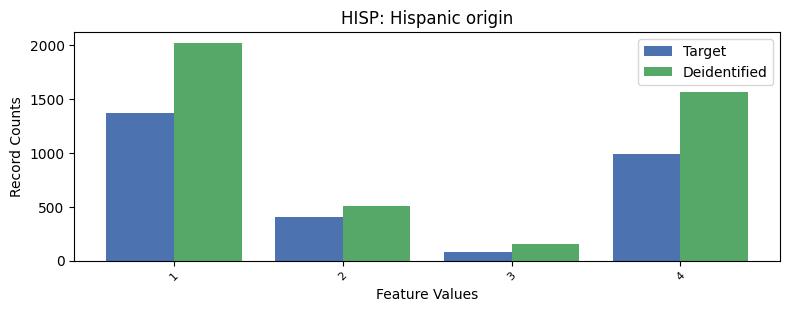 HISP: Hispanic origin
Target
Deidentified
Record Counts
2000
1500
1000
500
0
1
2
3
4
Feature Values